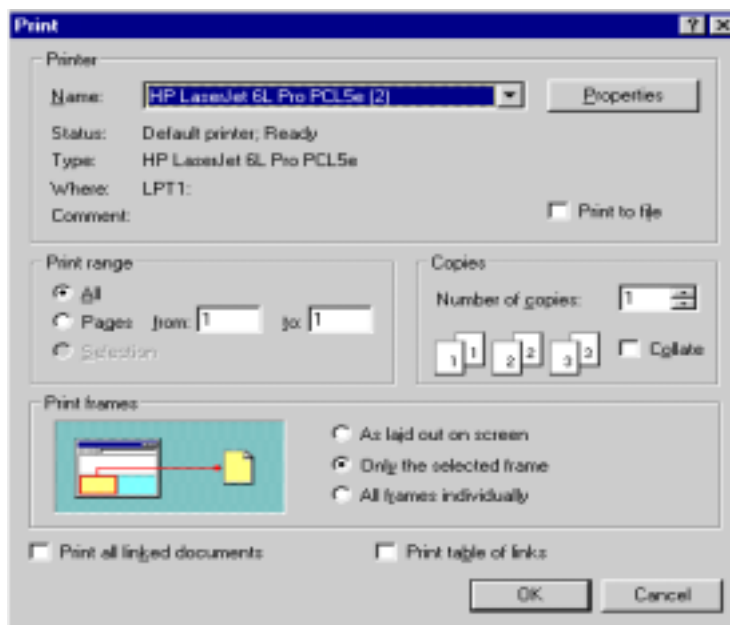 Print
Printer
Name: HP LaserJet 6L Pro PCL5e (2) Properties
Status: Default printer; Ready
Type: HP LaserJet 6L Pro PCL5e
Where: LPT1:
Comment: Print to file
Print range
All
Pages from: 1 to: 1
Selection
Copies
Number of copies: 1
1 1 2 2 3 3 Collate
Print frames
As laid out on screen
Only the selected frame
All frames individually
Print all linked documents Print table of links
OK Cancel